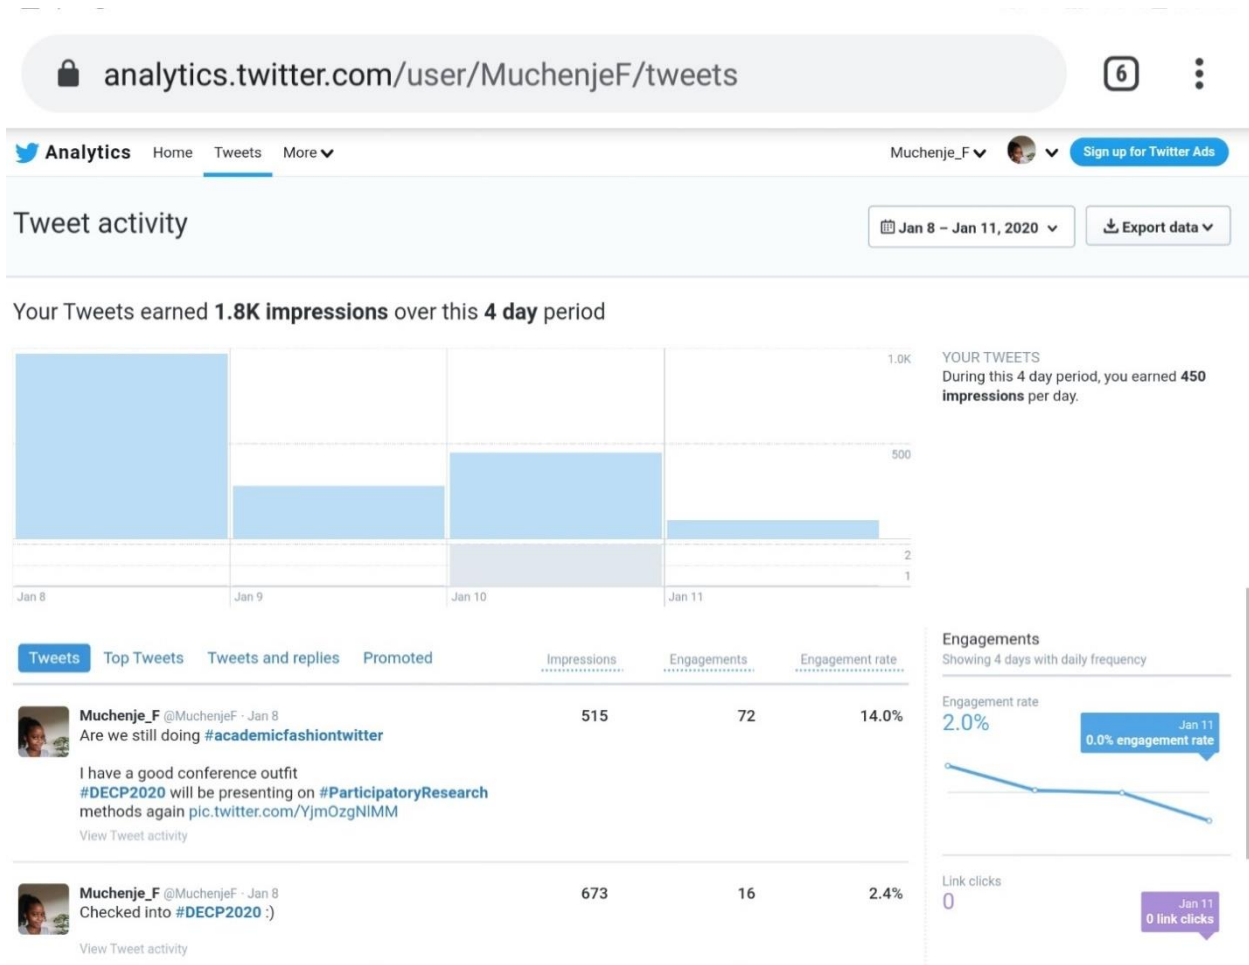 analytics.twitter.com/user/MuchenjeF/tweets
6
Analytics Home Tweets More
Muchenje_F
Sign up for Twitter Ads
Tweet activity
Jan 8 – Jan 11, 2020
Export data
Your Tweets earned 1.8K impressions over this 4 day period
1.0K
500
2
1
Jan 8
Jan 9
Jan 10
Jan 11
YOUR TWEETS
During this 4 day period, you earned 450
impressions per day.
Tweets Top Tweets Tweets and replies Promoted
Impressions Engagements Engagement rate
Muchenje_F @MuchenjeF · Jan 8
515 72 14.0%
Are we still doing #academicfashiontwitter
I have a good conference outfit
#DECP2020 will be presenting on #ParticipatoryResearch
methods again pic.twitter.com/YjmOzgNlMM
View Tweet activity
Muchenje_F @MuchenjeF · Jan 8
673 16 2.4%
Checked into #DECP2020 :)
View Tweet activity
Engagements
Showing 4 days with daily frequency
Engagement rate
2.0%
Jan 11
0.0% engagement rate
Link clicks
0
Jan 11
0 link clicks